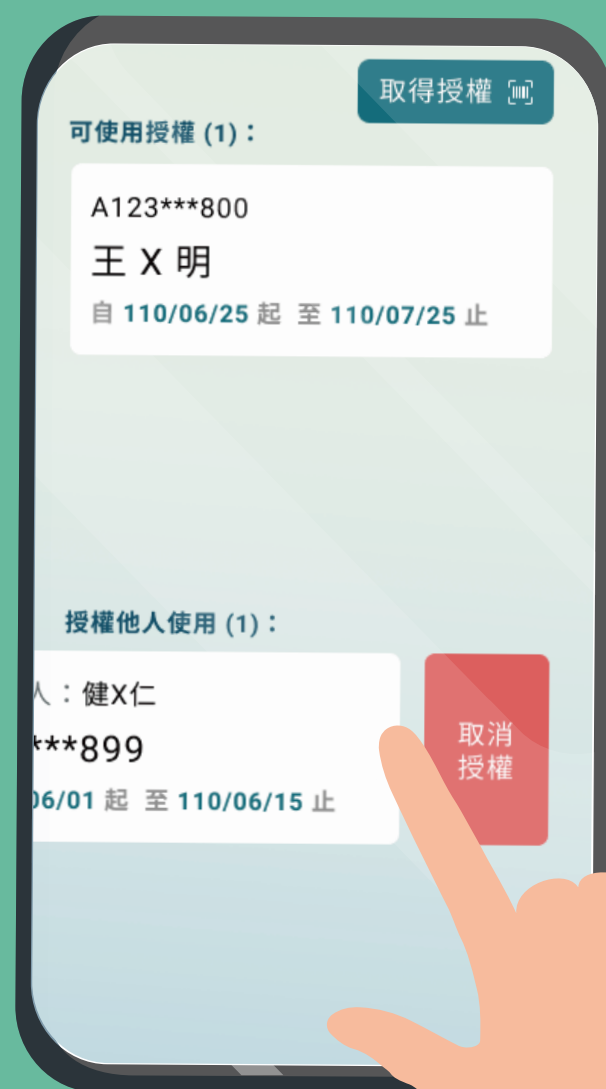 取得授權
可使用授權 (1)：
A123***800
王 X 明
自 110/06/25 起 至 110/07/25 止
授權他人使用 (1)：
人：健X仁
***899
06/01 起 至 110/06/15 止
取消
授權